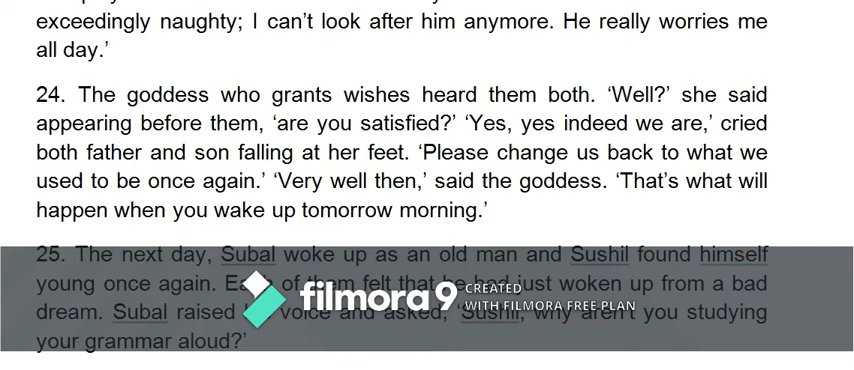 exceedingly naughty; I can’t look after him anymore. He really worries me
all day.’
24. The goddess who grants wishes heard them both. ‘Well?’ she said
appearing before them, ‘are you satisfied?’ ‘Yes, yes indeed we are,’ cried
both father and son falling at her feet. ‘Please change us back to what we
used to be once again.’ ‘Very well then,’ said the goddess. ‘That’s what will
happen when you wake up tomorrow morning.’
25. The next day, Subal woke up as an old man and Sushil found himself
young once again. of them felt that he had just woken up from a bad
dream. Subal raised voice and asked, ‘Sushil, why aren’t you studying
your grammar aloud?’
filmora9
CREATED
WITH FILMORA FREE PLAN